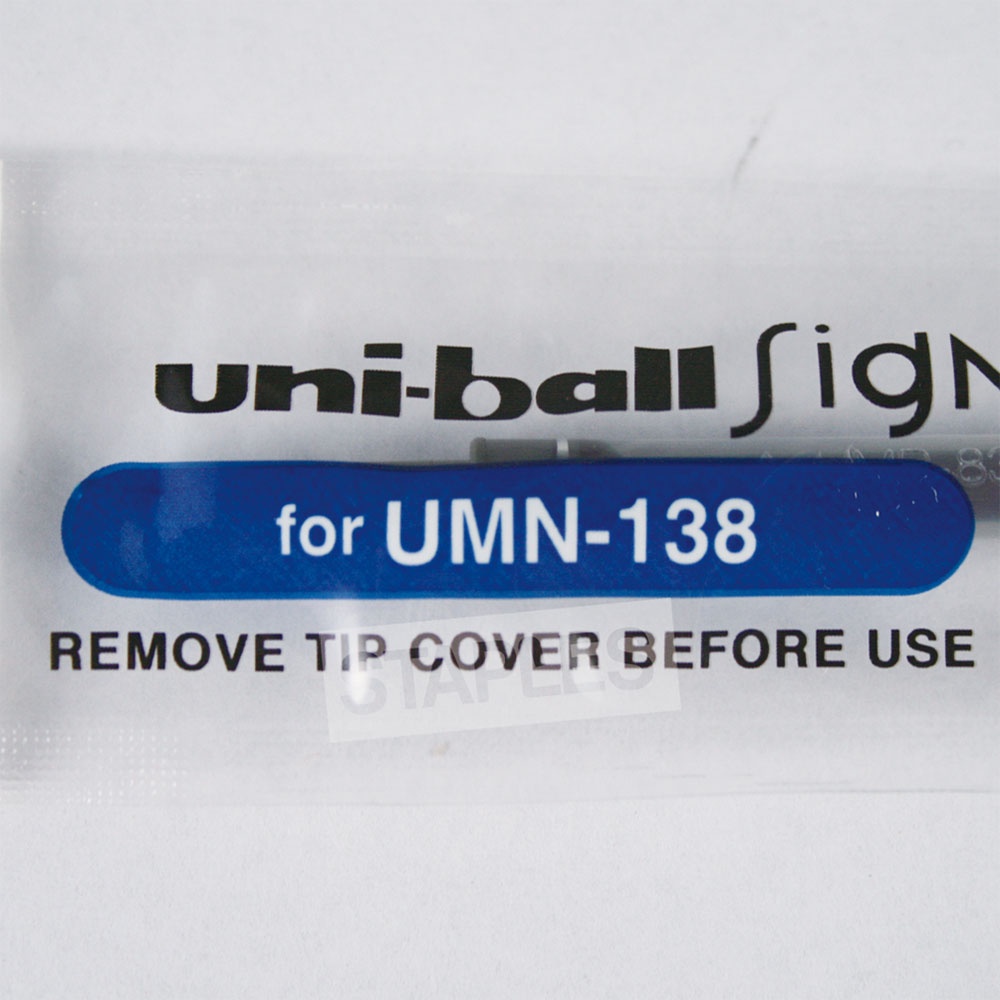 uni-ball Sign
for UMN-138
REMOVE TIP COVER BEFORE USE
STAPLES